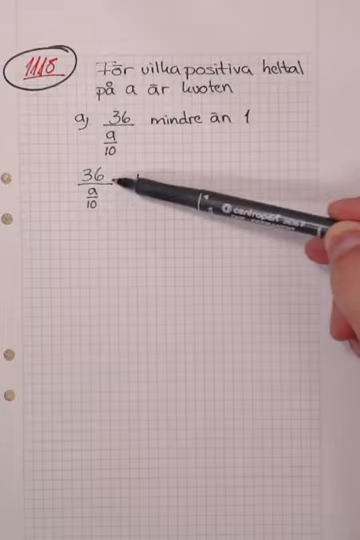 1118
För vilka positiva heltal
på a är kvoten
a) 36 mindre än 1
a
10
36
a
10
centropen